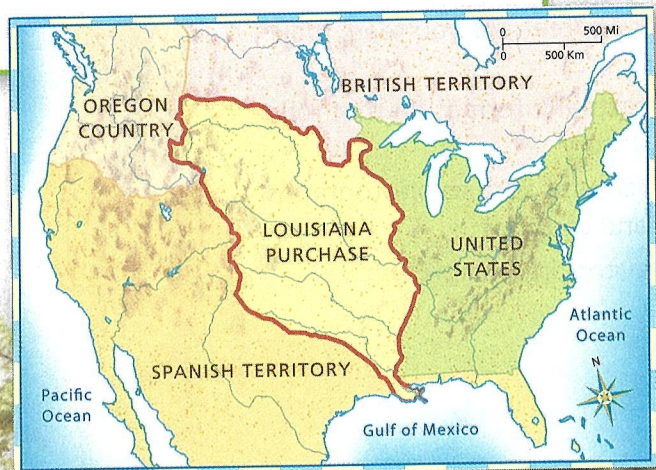 0 500 Mi
0 500 Km
BRITISH TERRITORY
OREGON
COUNTRY
LOUISIANA
PURCHASE
UNITED
STATES
Atlantic
Ocean
N
SPANISH TERRITORY
Pacific
Ocean
Gulf of Mexico